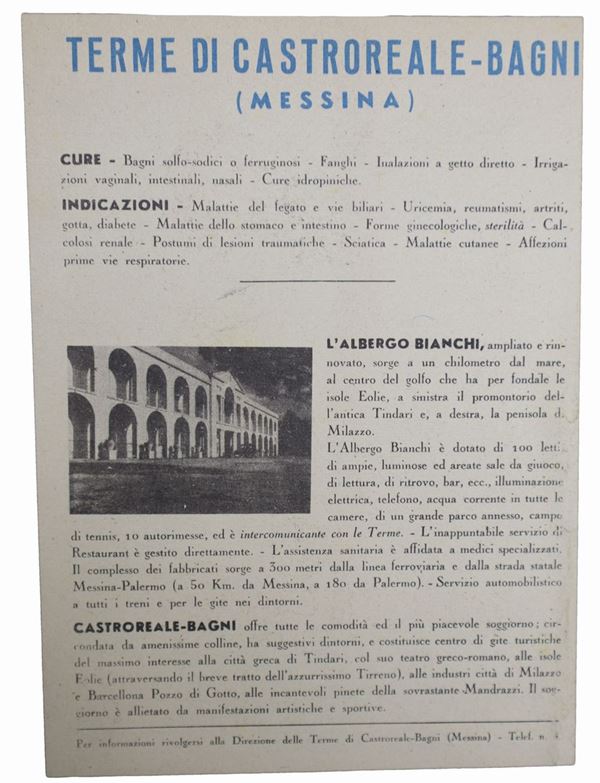 TERME DI CASTROREALE-BAGNI
(MESSINA)
CURE - Bagni solfo-sodici o ferruginosi - Fanghi - Inalazioni a getto diretto - Irriga-
zioni vaginali, intestinali, nasali - Cure idropiniche.
INDICAZIONI - Malattie del fegato e vie biliari - Uricemia, reumatismi, artriti,
gotta, diabete - Malattie dello stomaco e intestino - Forme ginecologiche, sterilità - Cal-
colosi renale - Postumi di lesioni traumatiche - Sciatica - Malattie cutanee - Affezioni
prime vie respiratorie.
L'ALBERGO BIANCHI, ampliato e rin-
novato, sorge a un chilometro dal mare,
al centro del golfo che ha per fondale le
isole Eolie, a sinistra il promontorio del-
l'antica Tindari e, a destra, la penisola di
Milazzo.
L'Albergo Bianchi è dotato di 100 letti,
di ampie, luminose ed areate sale da giuoco,
di lettura, di ritrovo, bar, ecc., illuminazione
elettrica, telefono, acqua corrente in tutte le
camere, di un grande parco annesso, campo
di tennis, 10 autorimesse, ed è intercomunicante con le Terme. - L'inappuntabile servizio di
Restaurant è gestito direttamente. - L'assistenza sanitaria è affidata a medici specializzati.
Il complesso dei fabbricati sorge a 300 metri dalla linea ferroviaria e dalla strada statale
Messina-Palermo (a 50 Km. da Messina, a 180 da Palermo). - Servizio automobilistico
a tutti i treni e per le gite nei dintorni.
CASTROREALE-BAGNI offre tutte le comodità ed il più piacevole soggiorno; cir-
condata da amenissime colline, ha suggestivi dintorni, e costituisce centro di gite turistiche
del massimo interesse alla città greca di Tindari, col suo teatro greco-romano, alle isole
Eolie (attraversando il breve tratto dell'azzurrissimo Tirreno), alle industri città di Milazzo
e Barcellona Pozzo di Gotto, alle incantevoli pinete della sovrastante Mandrazzi. Il sog-
giorno è allietato da manifestazioni artistiche e sportive.
Per informazioni rivolgersi alla Direzione delle Terme di Castroreale-Bagni (Messina) - Telef. n.